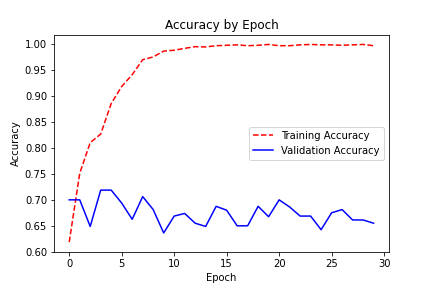 Accuracy by Epoch
1.00
0.95
0.90
0.85
0.80
0.75
0.70
0.65
0.60
Accuracy
Training Accuracy
Validation Accuracy
0 5 10 15 20 25 30
Epoch